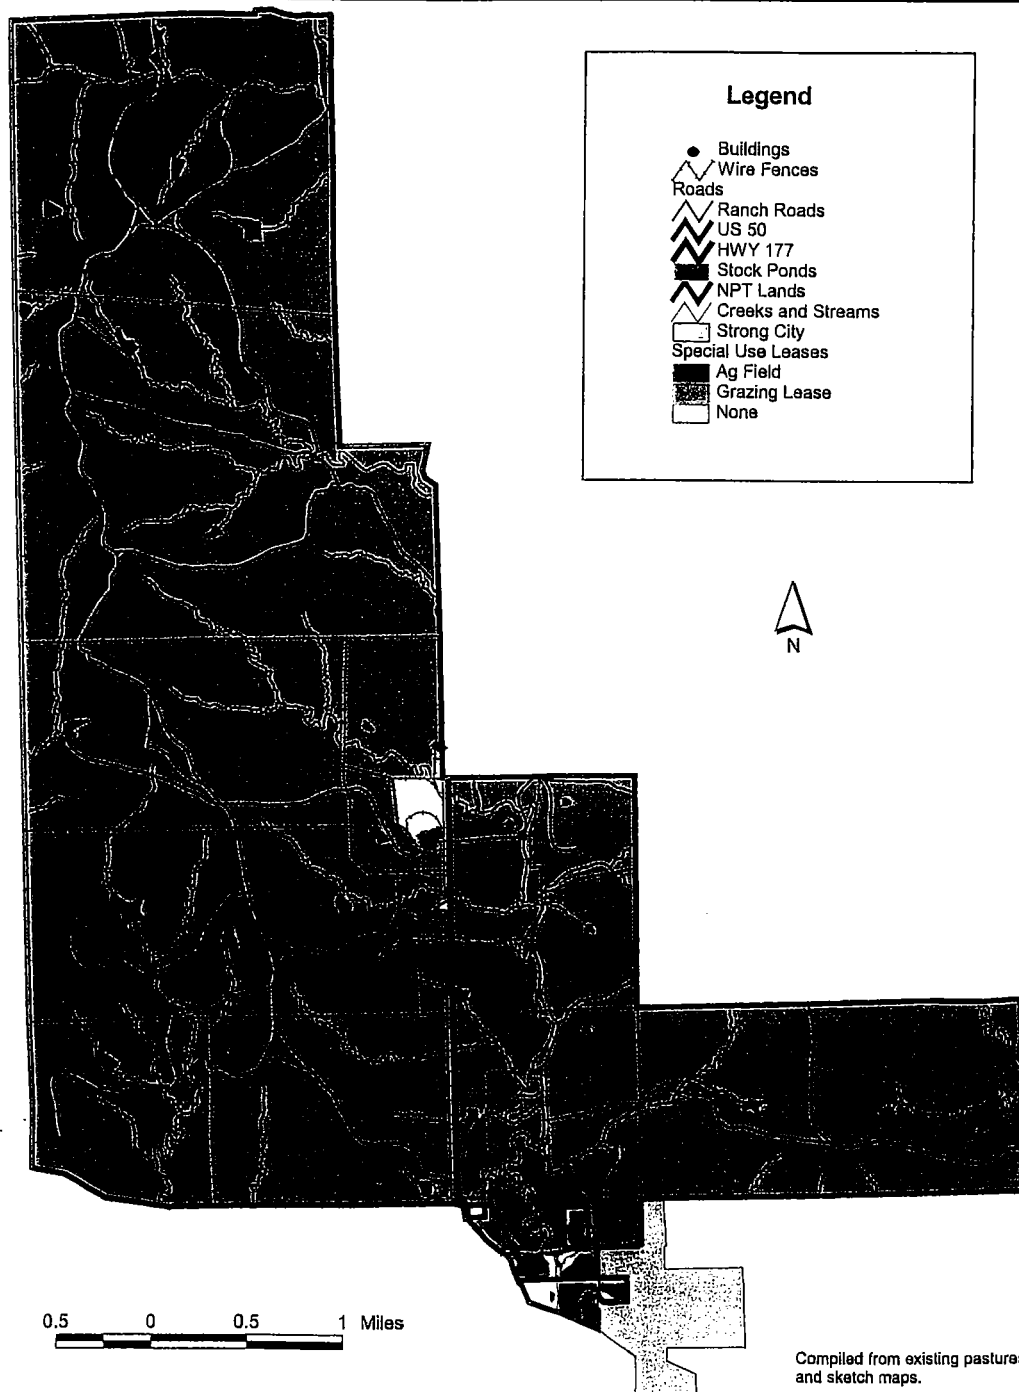 Legend
Buildings
Wire Fences
Roads
Ranch Roads
US 50
HWY 177
Stock Ponds
NPT Lands
Creeks and Streams
Strong City
Special Use Leases
Ag Field
Grazing Lease
None
N
0.5 0 0.5 1 Miles
Compiled from existing pastures
and sketch maps.